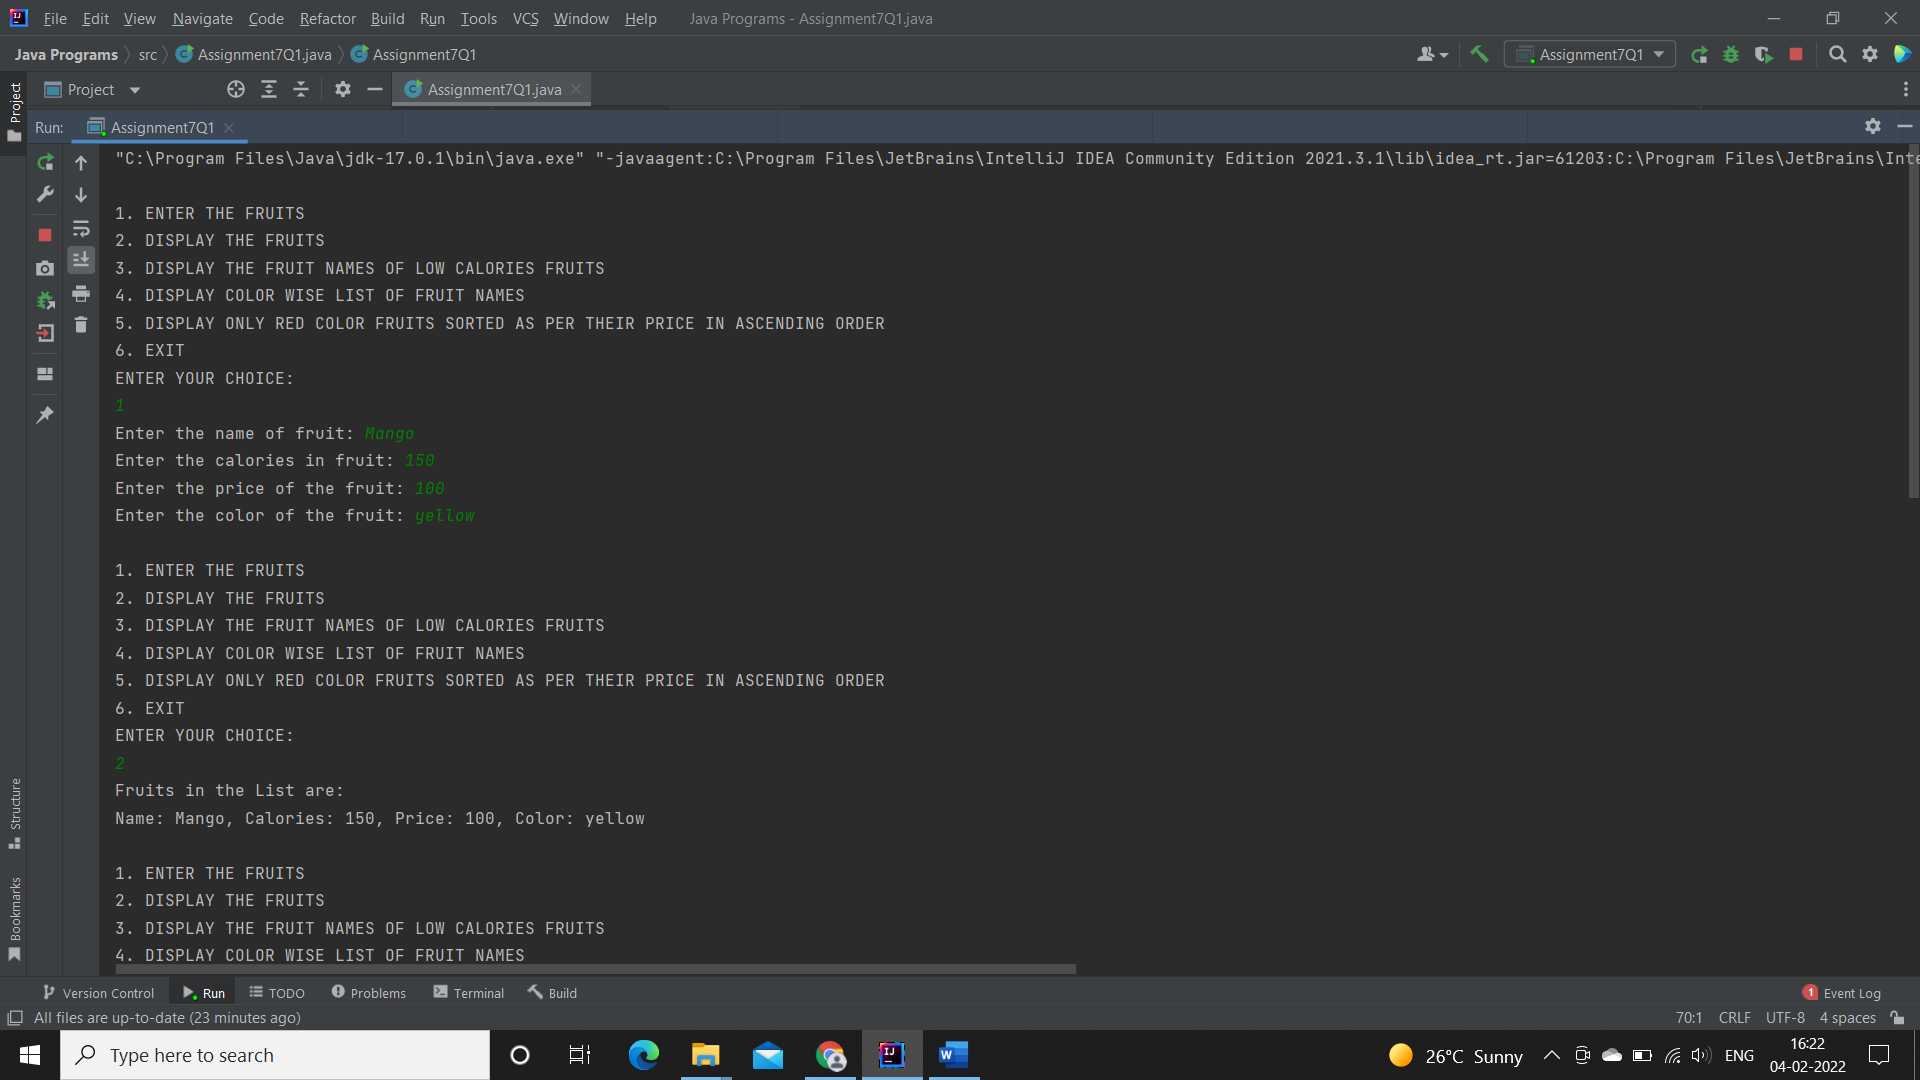 File Edit View Navigate Code Refactor Build Run Tools VCS Window Help Java Programs - Assignment7Q1.java
Java Programs src Assignment7Q1.java Assignment7Q1 Assignment7Q1
Project Project Assignment7Q1.java
Run: Assignment7Q1
"C:\Program Files\Java\jdk-17.0.1\bin\java.exe" "-javaagent:C:\Program Files\JetBrains\IntelliJ IDEA Community Edition 2021.3.1\lib\idea_rt.jar=61203:C:\Program Files\JetBrains\Inte
1. ENTER THE FRUITS
2. DISPLAY THE FRUITS
3. DISPLAY THE FRUIT NAMES OF LOW CALORIES FRUITS
4. DISPLAY COLOR WISE LIST OF FRUIT NAMES
5. DISPLAY ONLY RED COLOR FRUITS SORTED AS PER THEIR PRICE IN ASCENDING ORDER
6. EXIT
ENTER YOUR CHOICE:
1
Enter the name of fruit: Mango
Enter the calories in fruit: 150
Enter the price of the fruit: 100
Enter the color of the fruit: yellow
1. ENTER THE FRUITS
2. DISPLAY THE FRUITS
3. DISPLAY THE FRUIT NAMES OF LOW CALORIES FRUITS
4. DISPLAY COLOR WISE LIST OF FRUIT NAMES
5. DISPLAY ONLY RED COLOR FRUITS SORTED AS PER THEIR PRICE IN ASCENDING ORDER
6. EXIT
ENTER YOUR CHOICE:
2
Fruits in the List are:
Name: Mango, Calories: 150, Price: 100, Color: yellow
1. ENTER THE FRUITS
2. DISPLAY THE FRUITS
3. DISPLAY THE FRUIT NAMES OF LOW CALORIES FRUITS
4. DISPLAY COLOR WISE LIST OF FRUIT NAMES
Structure
Bookmarks
Version Control Run TODO Problems Terminal Build 1 Event Log
All files are up-to-date (23 minutes ago) 70:1 CRLF UTF-8 4 spaces
Type here to search 26°C Sunny ENG 16:22
04-02-2022